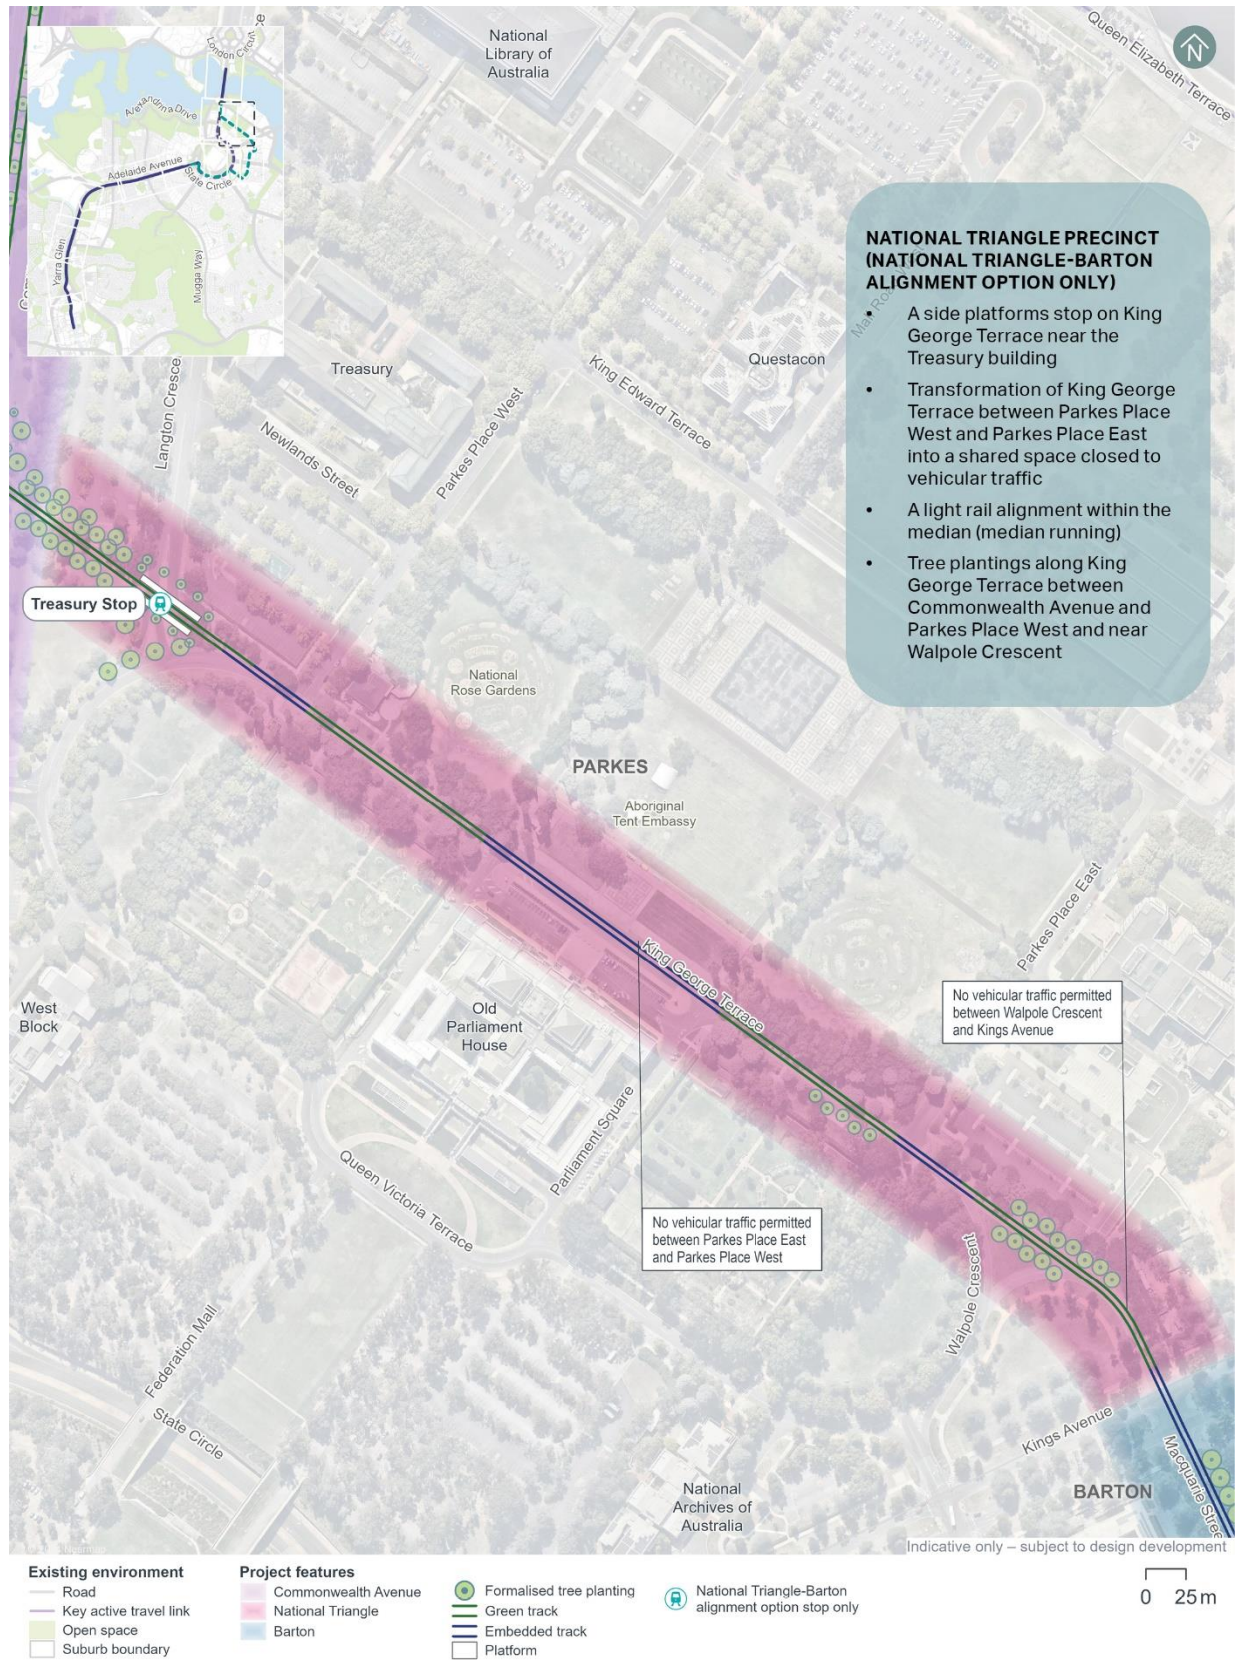 National
Library of
Australia
Queen Elizabeth Terrace
N
London Circuit
Alexandrina Drive
Adelaide Avenue
State Circle
Yarra Glen
Mugga Way
NATIONAL TRIANGLE PRECINCT
(NATIONAL TRIANGLE-BARTON
ALIGNMENT OPTION ONLY)
• A side platforms stop on King
George Terrace near the
Treasury building
• Transformation of King George
Terrace between Parkes Place
West and Parkes Place East
into a shared space closed to
vehicular traffic
• A light rail alignment within the
median (median running)
• Tree plantings along King
George Terrace between
Commonwealth Avenue and
Parkes Place West and near
Walpole Crescent
Langton Crescent
Treasury
Newlands Street
Parkes Place West
King Edward Terrace
Questacon
Treasury Stop
National
Rose Gardens
PARKES
Aboriginal
Tent Embassy
Parkes Place East
King George Terrace
West
Block
Old
Parliament
House
No vehicular traffic permitted
between Walpole Crescent
and Kings Avenue
Parliament Square
Queen Victoria Terrace
No vehicular traffic permitted
between Parkes Place East
and Parkes Place West
Walpole Crescent
Federation Mall
State Circle
Kings Avenue
Macquarie Street
National
Archives of
Australia
BARTON
Indicative only – subject to design development
Existing environment
Road
Key active travel link
Open space
Suburb boundary
Project features
Commonwealth Avenue
National Triangle
Barton
Formalised tree planting
Green track
Embedded track
Platform
National Triangle-Barton
alignment option stop only
0 25 m